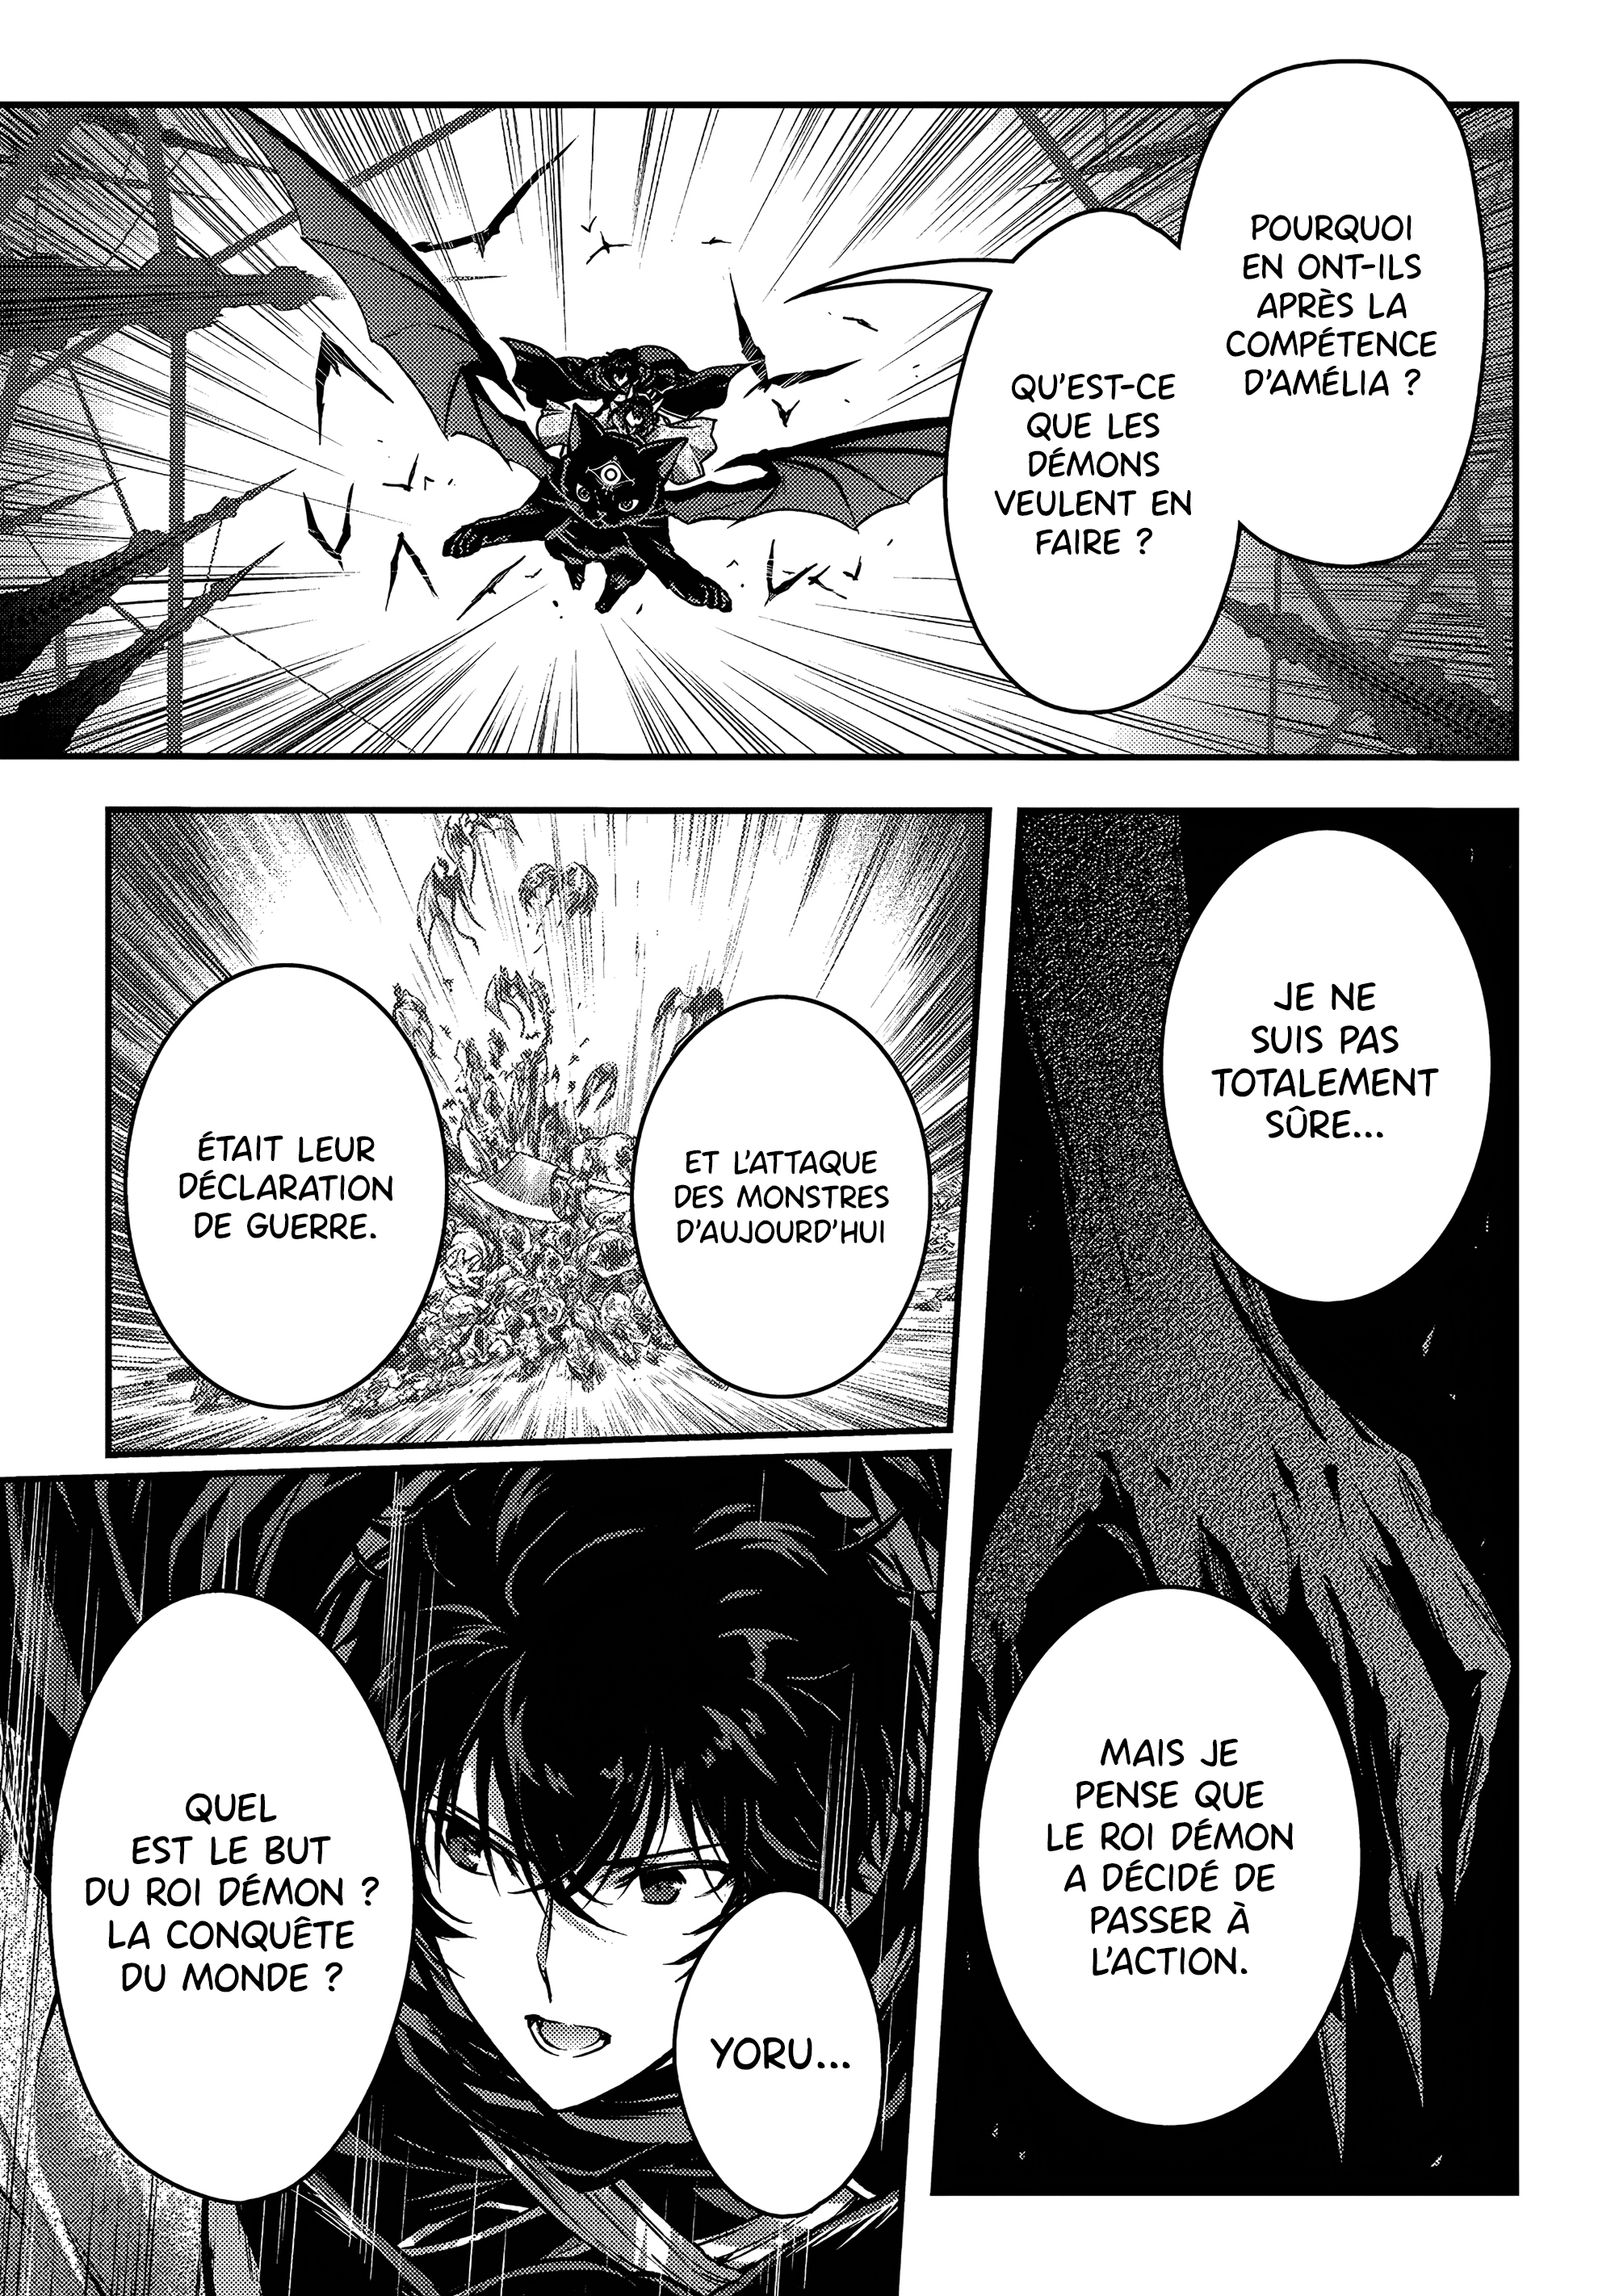 POURQUOI
EN ONT-ILS
APRÈS LA
COMPÉTENCE
D'AMÉLIA ?
QU'EST-CE
QUE LES
DÉMONS
VEULENT EN
FAIRE ?
JE NE
SUIS PAS
TOTALEMENT
SÛRE...
MAIS JE
PENSE QUE
LE ROI DÉMON
A DÉCIDÉ DE
PASSER À
L'ACTION.
ET L'ATTAQUE
DES MONSTRES
D'AUJOURD'HUI
ÉTAIT LEUR
DÉCLARATION
DE GUERRE.
YORU...
QUEL
EST LE BUT
DU ROI DÉMON ?
LA CONQUÊTE
DU MONDE ?